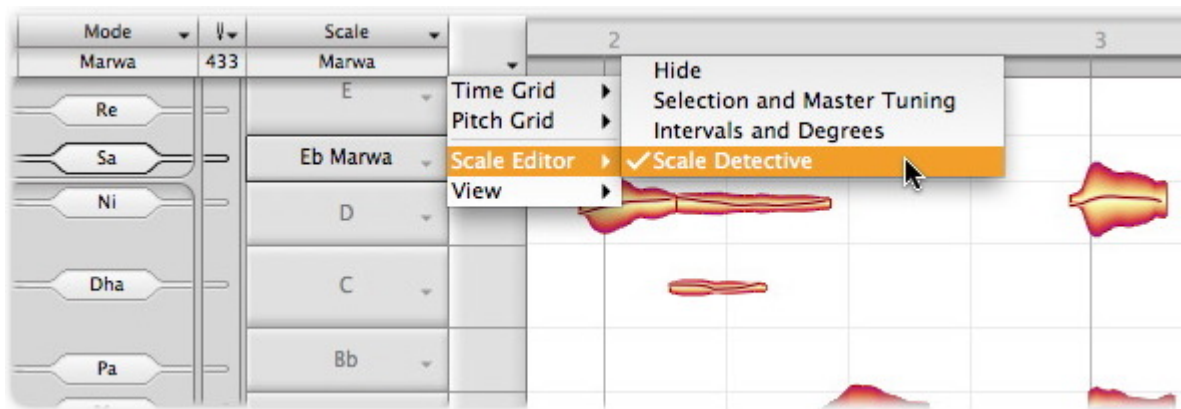 Mode Scale
Marwa 433 Marwa
2 3
Re
Sa
Ni
Dha
Pa
E
Eb Marwa
D
C
Bb
Time Grid
Pitch Grid
Scale Editor
View
Hide
Selection and Master Tuning
Intervals and Degrees
Scale Detective